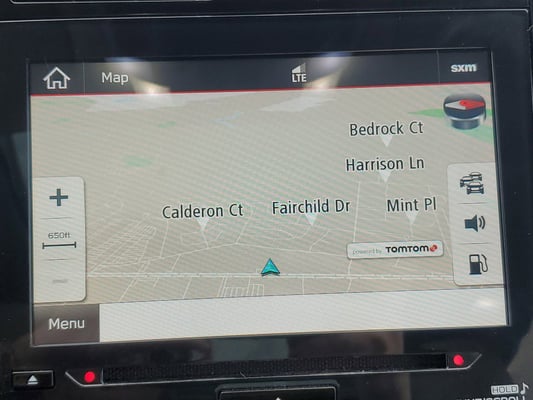 Map
LTE
sxm
Bedrock Ct
Harrison Ln
Calderon Ct
Fairchild Dr
Mint Pl
650ft
powered by TOMTOM
Menu
HOLD